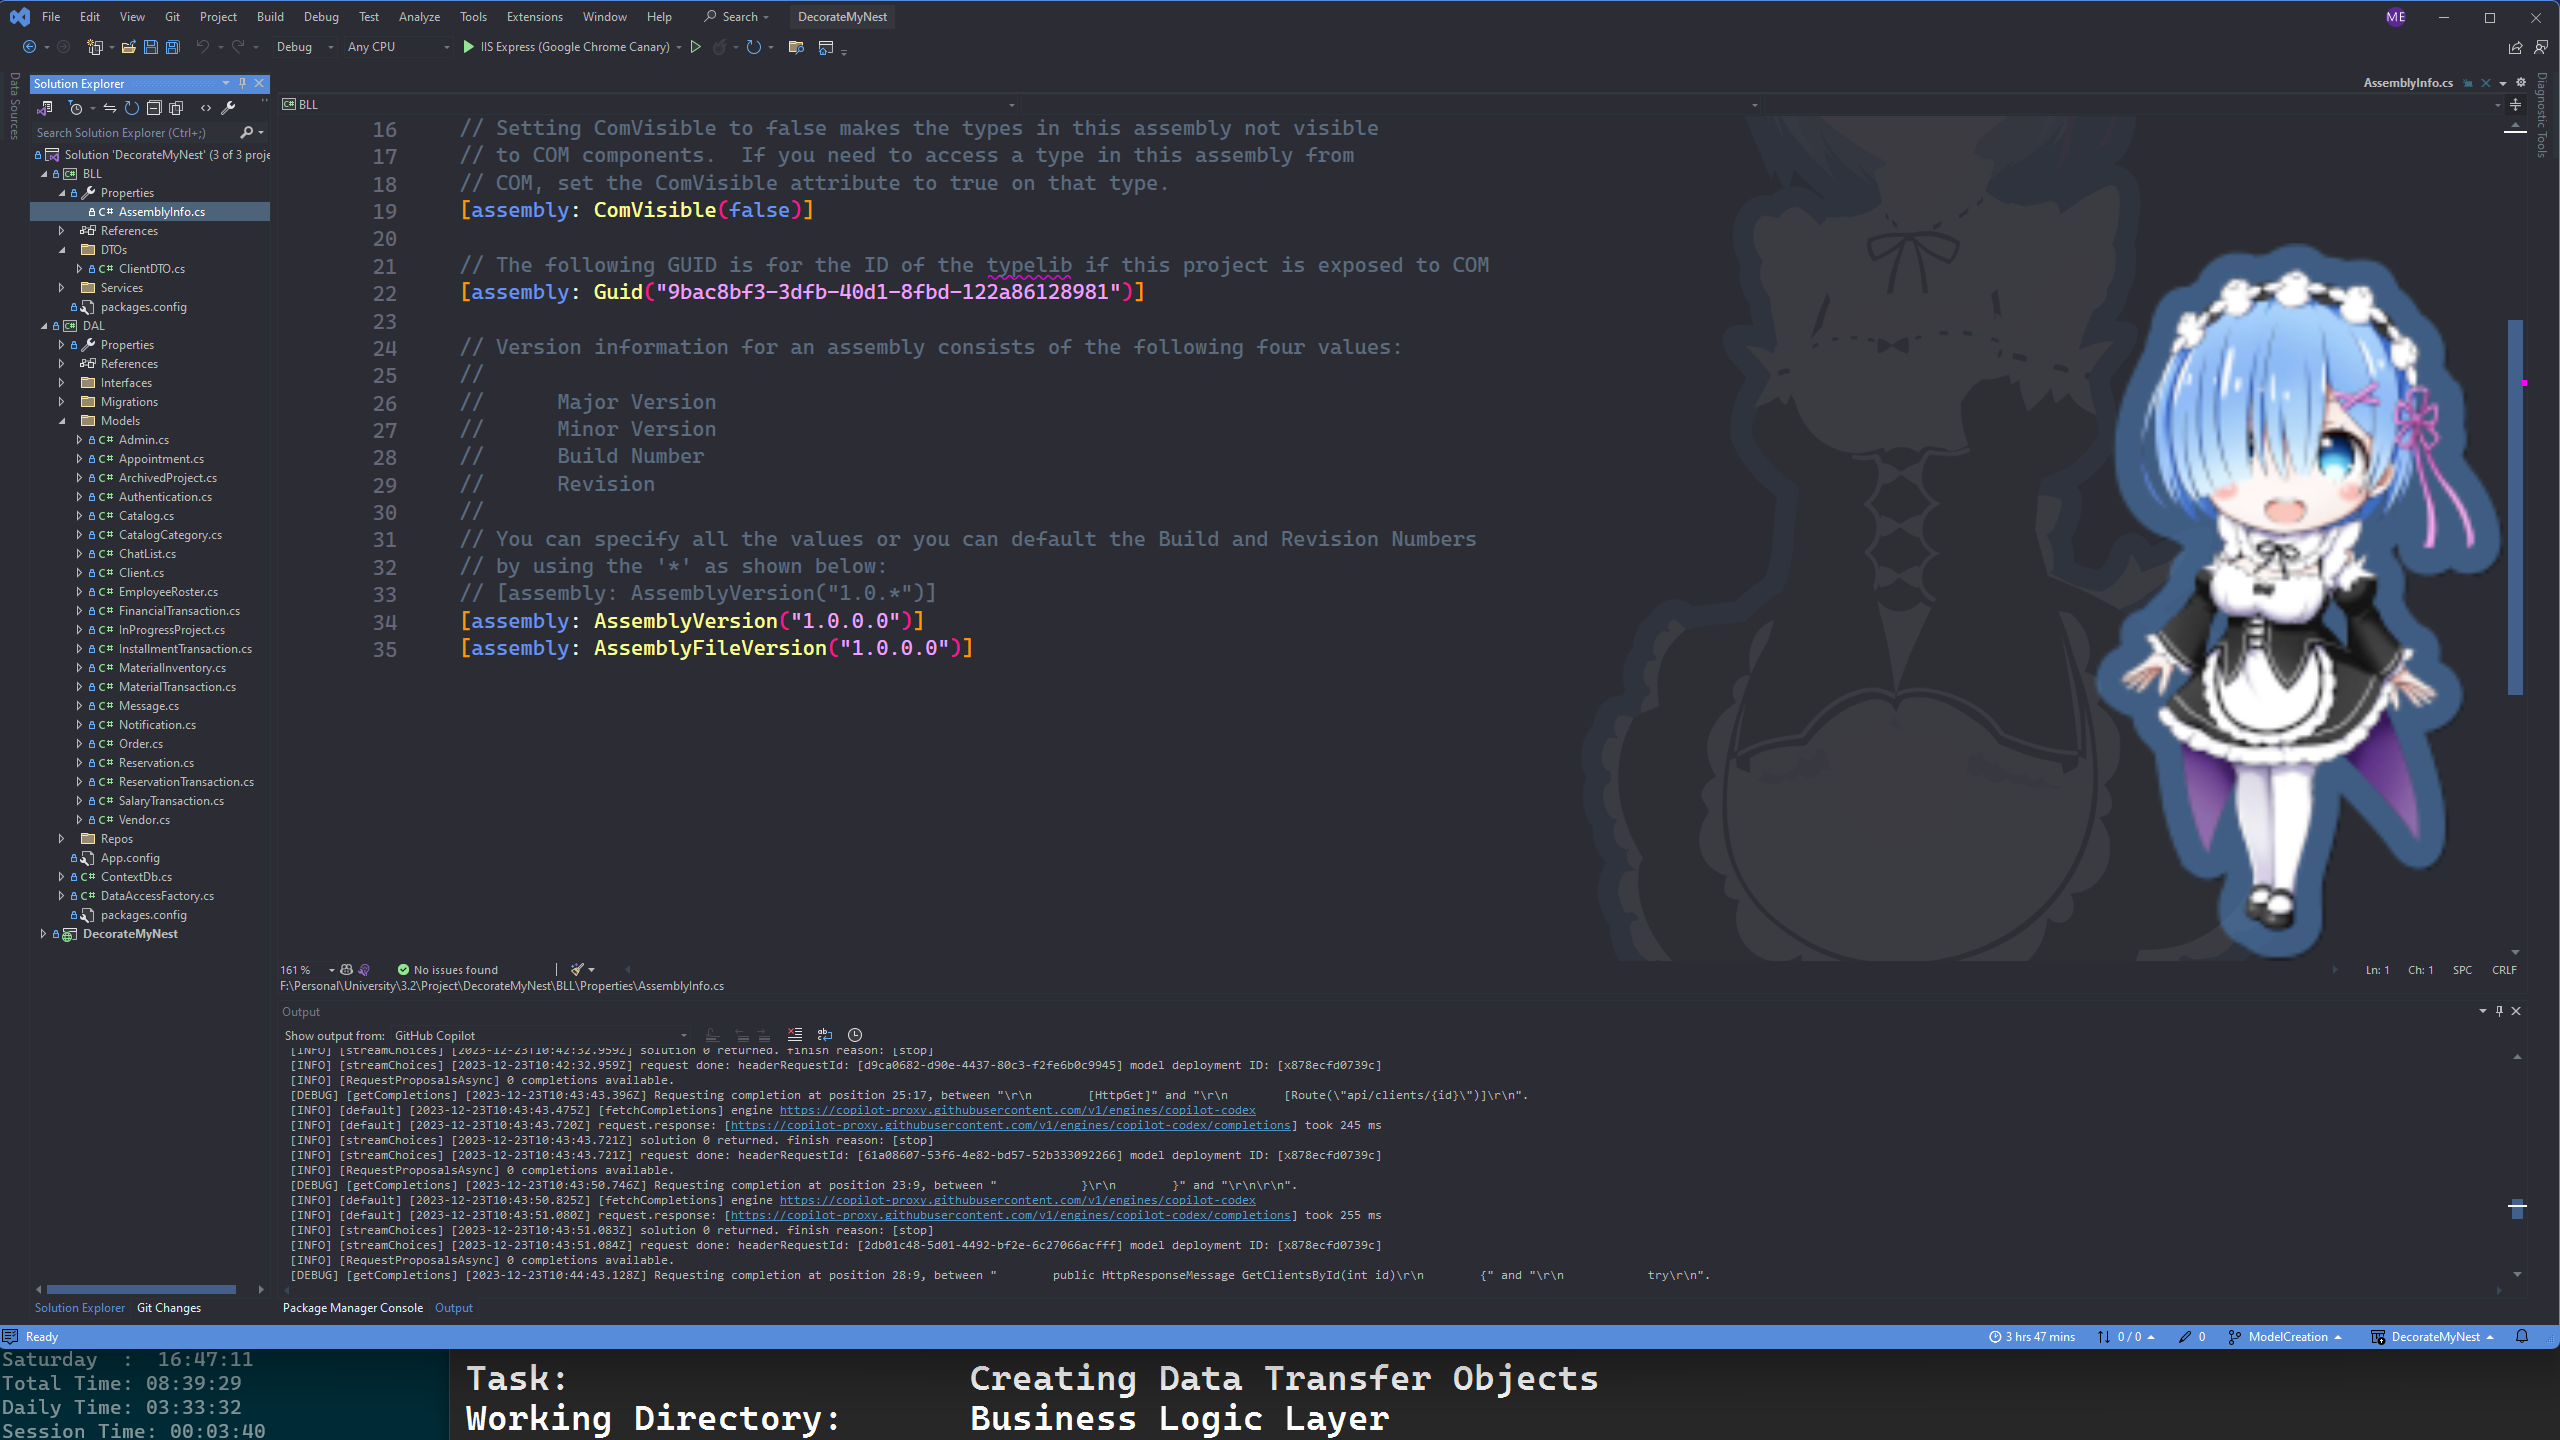 File Edit View Git Project Build Debug Test Analyze Tools Extensions Window Help Search DecorateMyNest ME
Debug Any CPU IIS Express (Google Chrome Canary)
Data Sources
Solution Explorer
Search Solution Explorer (Ctrl+;)
Solution 'DecorateMyNest' (3 of 3 proje
BLL
Properties
C# AssemblyInfo.cs
References
DTOs
C# ClientDTO.cs
Services
packages.config
DAL
Properties
References
Interfaces
Migrations
Models
C# Admin.cs
C# Appointment.cs
C# ArchivedProject.cs
C# Authentication.cs
C# Catalog.cs
C# CatalogCategory.cs
C# ChatList.cs
C# Client.cs
C# EmployeeRoster.cs
C# FinancialTransaction.cs
C# InProgressProject.cs
C# InstallmentTransaction.cs
C# MaterialInventory.cs
C# MaterialTransaction.cs
C# Message.cs
C# Notification.cs
C# Order.cs
C# Reservation.cs
C# ReservationTransaction.cs
C# SalaryTransaction.cs
C# Vendor.cs
Repos
App.config
C# ContextDb.cs
C# DataAccessFactory.cs
packages.config
DecorateMyNest
Solution Explorer Git Changes
AssemblyInfo.cs
Diagnostic Tools
C# BLL
16 // Setting ComVisible to false makes the types in this assembly not visible
17 // to COM components.  If you need to access a type in this assembly from
18 // COM, set the ComVisible attribute to true on that type.
19 [assembly: ComVisible(false)]
20
21 // The following GUID is for the ID of the typelib if this project is exposed to COM
22 [assembly: Guid("9bac8bf3-3dfb-40d1-8fbd-122a86128981")]
23
24 // Version information for an assembly consists of the following four values:
25 //
26 //      Major Version
27 //      Minor Version
28 //      Build Number
29 //      Revision
30 //
31 // You can specify all the values or you can default the Build and Revision Numbers
32 // by using the '*' as shown below:
33 // [assembly: AssemblyVersion("1.0.*")]
34 [assembly: AssemblyVersion("1.0.0.0")]
35 [assembly: AssemblyFileVersion("1.0.0.0")]
161 % No issues found Ln: 1 Ch: 1 SPC CRLF
F:\Personal\University\3.2\Project\DecorateMyNest\BLL\Properties\AssemblyInfo.cs
Output
Show output from: GitHub Copilot
[INFO] [streamChoices] [2023-12-23T10:42:32.959Z] solution 0 returned. finish reason: [stop]
[INFO] [streamChoices] [2023-12-23T10:42:32.959Z] request done: headerRequestId: [d9ca0682-d90e-4437-80c3-f2fe6b0c9945] model deployment ID: [x878ecfd0739c]
[INFO] [RequestProposalsAsync] 0 completions available.
[DEBUG] [getCompletions] [2023-12-23T10:43:43.396Z] Requesting completion at position 25:17, between "\r\n        [HttpGet]" and "\r\n        [Route(\"api/clients/{id}\")]\r\n".
[INFO] [default] [2023-12-23T10:43:43.475Z] [fetchCompletions] engine https://copilot-proxy.githubusercontent.com/v1/engines/copilot-codex
[INFO] [default] [2023-12-23T10:43:43.720Z] request.response: [https://copilot-proxy.githubusercontent.com/v1/engines/copilot-codex/completions] took 245 ms
[INFO] [streamChoices] [2023-12-23T10:43:43.721Z] solution 0 returned. finish reason: [stop]
[INFO] [streamChoices] [2023-12-23T10:43:43.721Z] request done: headerRequestId: [61a08607-53f6-4e82-bd57-52b333092266] model deployment ID: [x878ecfd0739c]
[INFO] [RequestProposalsAsync] 0 completions available.
[DEBUG] [getCompletions] [2023-12-23T10:43:50.746Z] Requesting completion at position 23:9, between "            }\r\n        }" and "\r\n\r\n".
[INFO] [default] [2023-12-23T10:43:50.825Z] [fetchCompletions] engine https://copilot-proxy.githubusercontent.com/v1/engines/copilot-codex
[INFO] [default] [2023-12-23T10:43:51.080Z] request.response: [https://copilot-proxy.githubusercontent.com/v1/engines/copilot-codex/completions] took 255 ms
[INFO] [streamChoices] [2023-12-23T10:43:51.083Z] solution 0 returned. finish reason: [stop]
[INFO] [streamChoices] [2023-12-23T10:43:51.084Z] request done: headerRequestId: [2db01c48-5d01-4492-bf2e-6c27066acfff] model deployment ID: [x878ecfd0739c]
[INFO] [RequestProposalsAsync] 0 completions available.
[DEBUG] [getCompletions] [2023-12-23T10:44:43.128Z] Requesting completion at position 28:9, between "        public HttpResponseMessage GetClientsById(int id)\r\n        {" and "\r\n            try\r\n".
Package Manager Console Output
Ready 3 hrs 47 mins 0 / 0 0 ModelCreation DecorateMyNest
Saturday  :  16:47:11
Total Time: 08:39:29
Daily Time: 03:33:32
Session Time: 00:03:40
Task: Creating Data Transfer Objects
Working Directory: Business Logic Layer